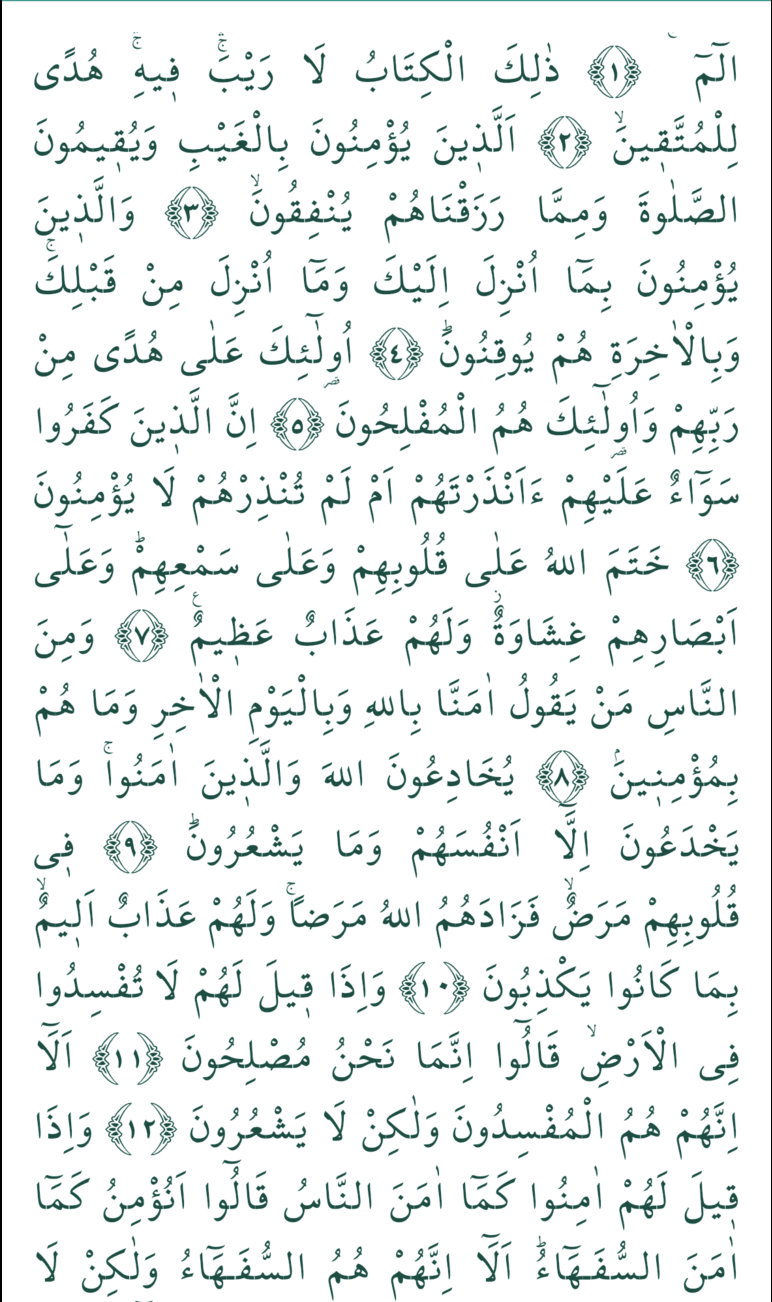 الٓمٓ ۚ ﴿١﴾ ذٰلِكَ الْكِتَابُ لَا رَيْبَۚۛ ف۪يهِۚۛ هُدًى
لِلْمُتَّق۪ينَۙ ﴿٢﴾ اَلَّذ۪ينَ يُؤْمِنُونَ بِالْغَيْبِ وَيُق۪يمُونَ
الصَّلٰوةَ وَمِمَّا رَزَقْنَاهُمْ يُنْفِقُونَۙ ﴿٣﴾ وَالَّذ۪ينَ
يُؤْمِنُونَ بِمَٓا اُنْزِلَ اِلَيْكَ وَمَٓا اُنْزِلَ مِنْ قَبْلِكَۚ
وَبِالْاٰخِرَةِ هُمْ يُوقِنُونَۜ ﴿٤﴾ اُو۬لٰٓئِكَ عَلٰى هُدًى مِنْ
رَبِّهِمْ وَاُو۬لٰٓئِكَ هُمُ الْمُفْلِحُونَ ﴿٥﴾ اِنَّ الَّذ۪ينَ كَفَرُوا
سَوَٓاءٌ عَلَيْهِمْ ءَاَنْذَرْتَهُمْ اَمْ لَمْ تُنْذِرْهُمْ لَا يُؤْمِنُونَ
﴿٦﴾ خَتَمَ اللّٰهُ عَلٰى قُلُوبِهِمْ وَعَلٰى سَمْعِهِمْۜ وَعَلٰٓى
اَبْصَارِهِمْ غِشَاوَةٌۘ وَلَهُمْ عَذَابٌ عَظ۪يمٌ۟ ﴿٧﴾ وَمِنَ
النَّاسِ مَنْ يَقُولُ اٰمَنَّا بِاللّٰهِ وَبِالْيَوْمِ الْاٰخِرِ وَمَا هُمْ
بِمُؤْمِن۪ينَۢ ﴿٨﴾ يُخَادِعُونَ اللّٰهَ وَالَّذ۪ينَ اٰمَنُواۚ وَمَا
يَخْدَعُونَ اِلَّٓا اَنْفُسَهُمْ وَمَا يَشْعُرُونَۜ ﴿٩﴾ ف۪ى
قُلُوبِهِمْ مَرَضٌۙ فَزَادَهُمُ اللّٰهُ مَرَضاًۚ وَلَهُمْ عَذَابٌ اَل۪يمٌۙ
بِمَا كَانُوا يَكْذِبُونَ ﴿١٠﴾ وَاِذَا ق۪يلَ لَهُمْ لَا تُفْسِدُوا
فِى الْاَرْضِۙ قَالُٓوا اِنَّمَا نَحْنُ مُصْلِحُونَ ﴿١١﴾ اَلَٓا
اِنَّهُمْ هُمُ الْمُفْسِدُونَ وَلٰكِنْ لَا يَشْعُرُونَ ﴿١٢﴾ وَاِذَا
ق۪يلَ لَهُمْ اٰمِنُوا كَمَٓا اٰمَنَ النَّاسُ قَالُٓوا اَنُؤْمِنُ كَمَٓا
اٰمَنَ السُّفَهَٓاءُۜ اَلَٓا اِنَّهُمْ هُمُ السُّفَهَٓاءُ وَلٰكِنْ لَا